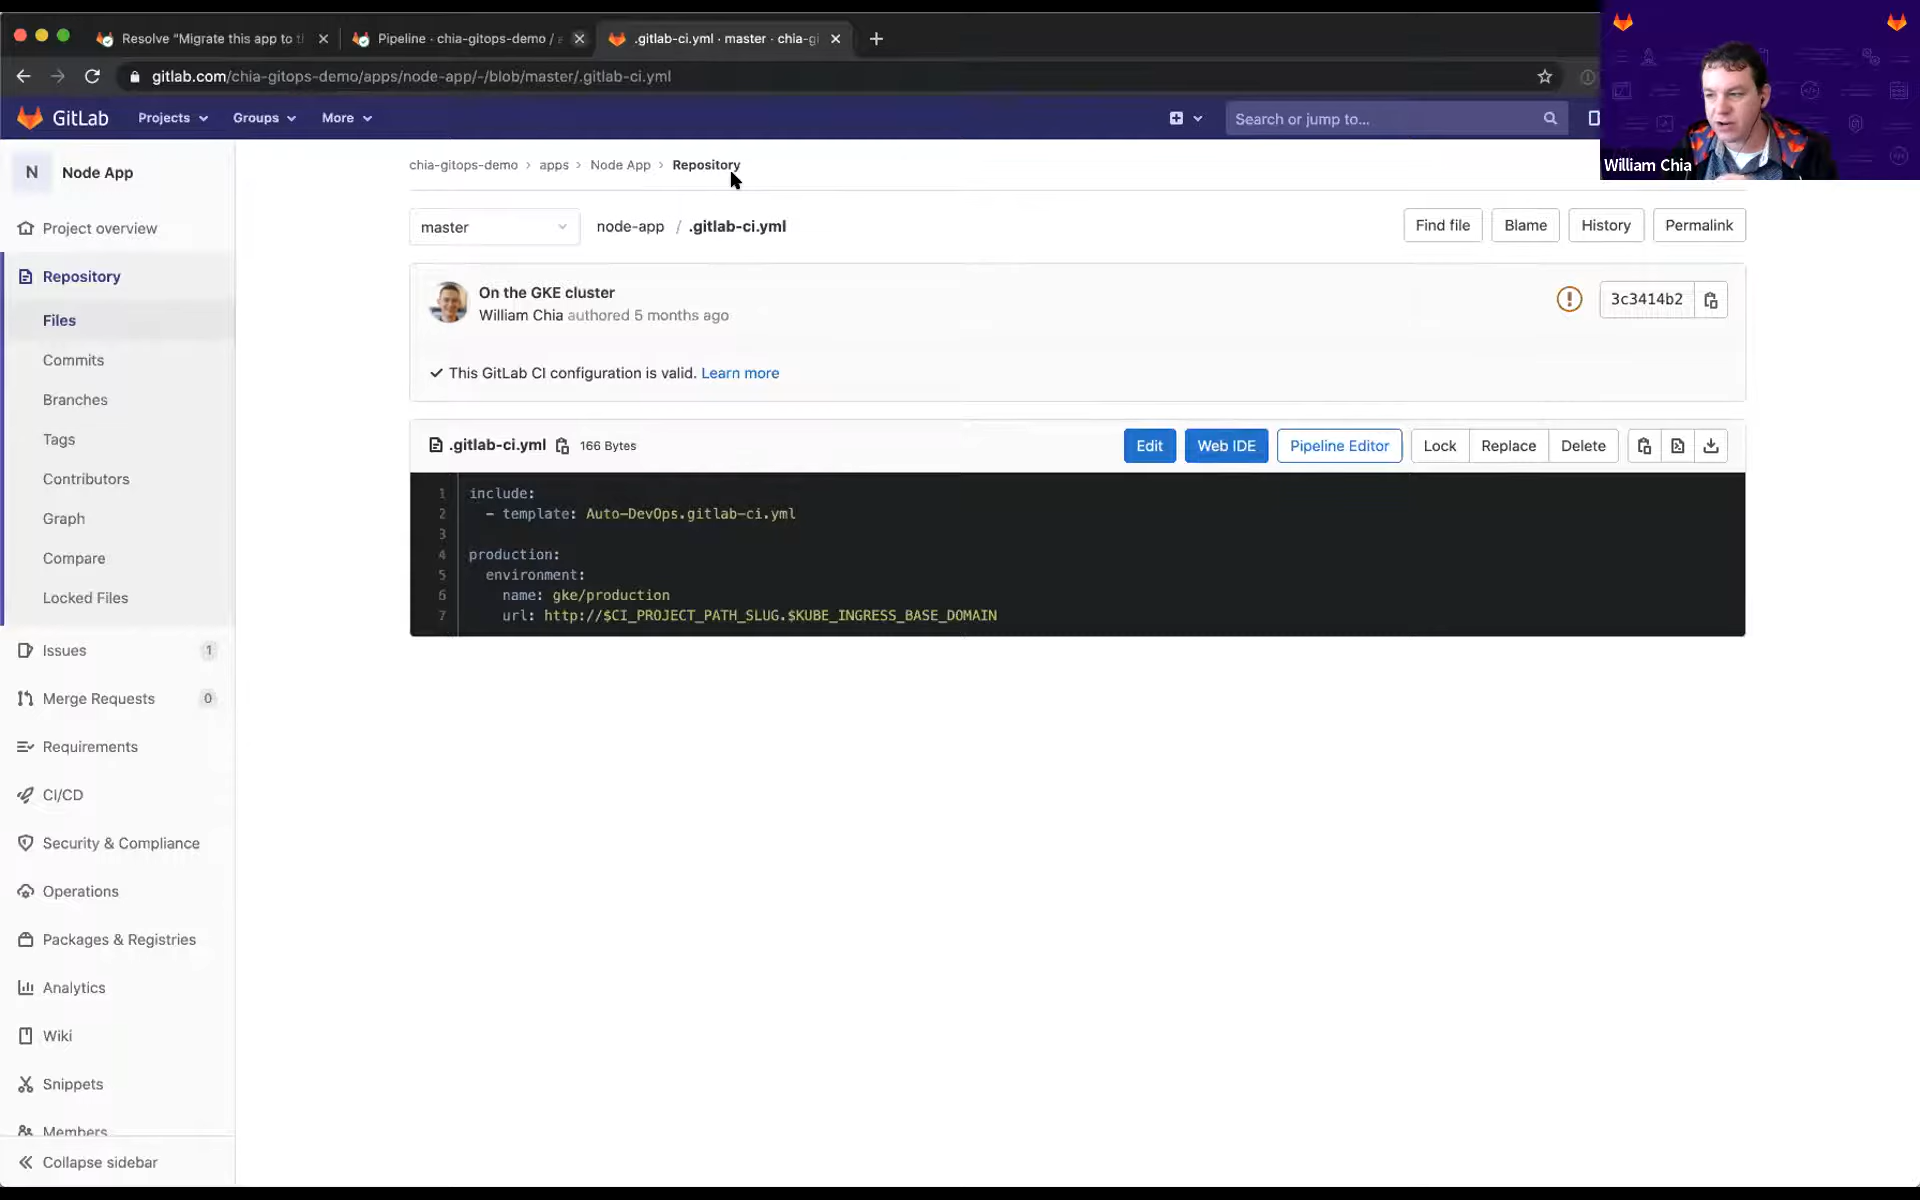 Resolve "Migrate this app to t
Pipeline · chia-gitops-demo /
.gitlab-ci.yml · master · chia-gi
gitlab.com/chia-gitops-demo/apps/node-app/-/blob/master/.gitlab-ci.yml
GitLab
Projects
Groups
More
Search or jump to...
William Chia
N
Node App
Project overview
Repository
Files
Commits
Branches
Tags
Contributors
Graph
Compare
Locked Files
Issues 1
Merge Requests 0
Requirements
CI/CD
Security & Compliance
Operations
Packages & Registries
Analytics
Wiki
Snippets
Members
Collapse sidebar
chia-gitops-demo › apps › Node App › Repository
master
node-app / .gitlab-ci.yml
Find file
Blame
History
Permalink
On the GKE cluster
William Chia authored 5 months ago
3c3414b2
This GitLab CI configuration is valid. Learn more
.gitlab-ci.yml 166 Bytes
Edit
Web IDE
Pipeline Editor
Lock
Replace
Delete
1 include:
2 - template: Auto-DevOps.gitlab-ci.yml
3
4 production:
5 environment:
6 name: gke/production
7 url: http://$CI_PROJECT_PATH_SLUG.$KUBE_INGRESS_BASE_DOMAIN